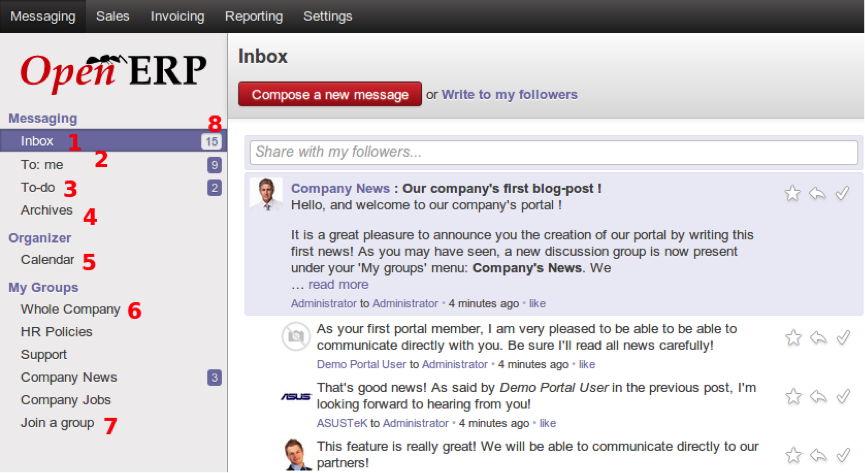 Messaging Sales Invoicing Reporting Settings
Open ERP
Messaging
8
Inbox 1 15
To: me 2 9
To-do 3 2
Archives 4
Organizer
Calendar 5
My Groups
Whole Company 6
HR Policies
Support
Company News 3
Company Jobs
Join a group 7
Inbox
Compose a new message or Write to my followers
Share with my followers...
Company News : Our company's first blog-post !
Hello, and welcome to our company's portal !
It is a great pleasure to announce you the creation of our portal by writing this
first news! As you may have seen, a new discussion group is now present
under your 'My groups' menu: Company's News. We
... read more
Administrator to Administrator • 4 minutes ago • like
As your first portal member, I am very pleased to be able to be able to
communicate directly with you. Be sure I'll read all news carefully!
Demo Portal User to Administrator • 4 minutes ago • like
ASUS
That's good news! As said by Demo Portal User in the previous post, I'm
looking forward to hearing from you!
ASUSTeK to Administrator • 4 minutes ago • like
This feature is really great! We will be able to communicate directly to our
partners!